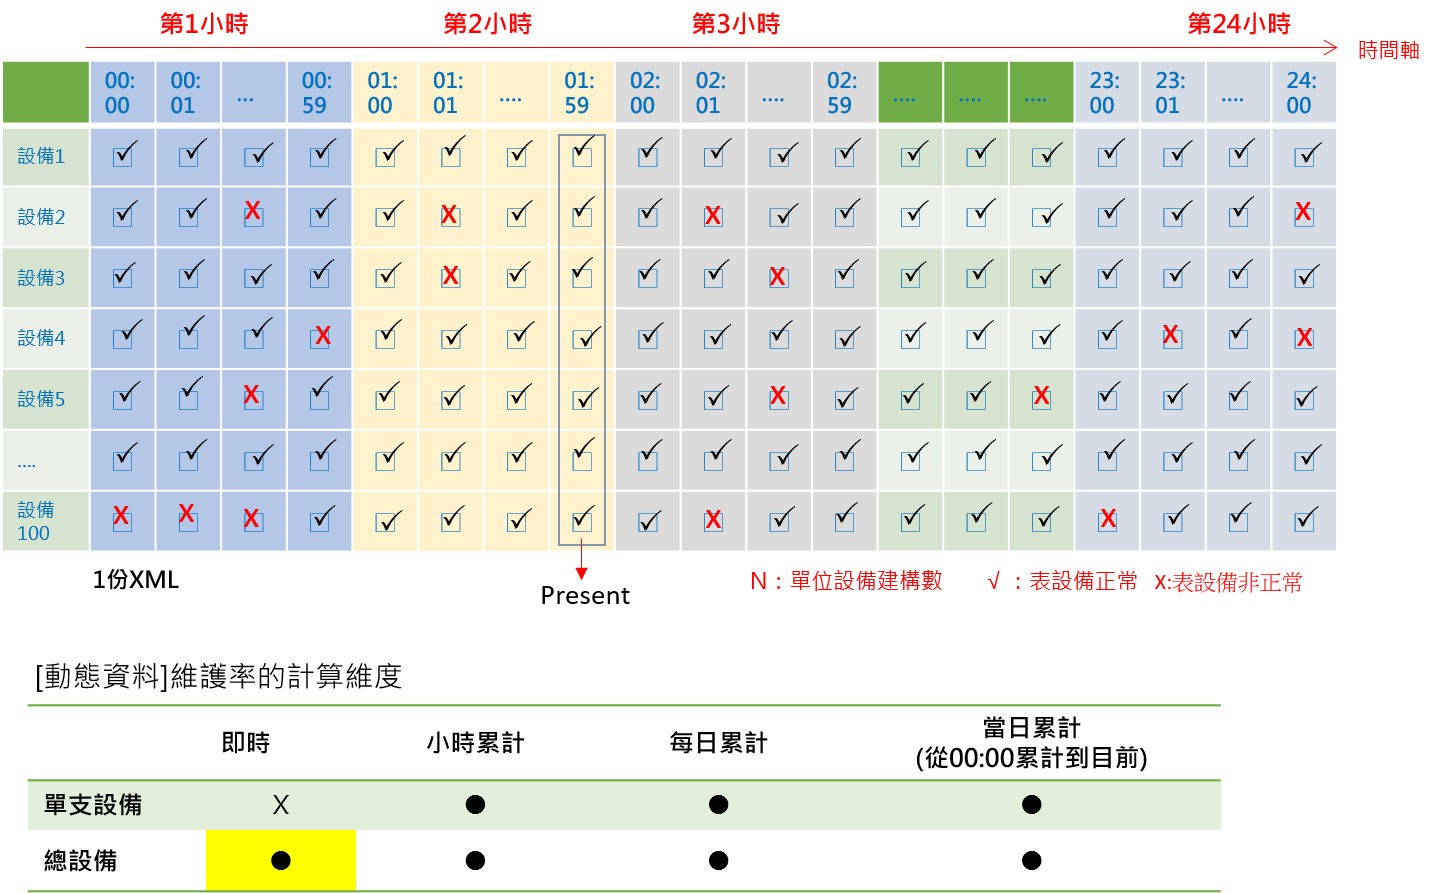 第1小時 第2小時 第3小時 第24小時
時間軸
00:00 00:01 ... 00:59 01:00 01:01 .... 01:59 02:00 02:01 .... 02:59 .... .... .... 23:00 23:01 .... 24:00
設備1 ✓ ✓ ✓ ✓ ✓ ✓ ✓ ✓ ✓ ✓ ✓ ✓ ✓ ✓ ✓ ✓ ✓ ✓ ✓
設備2 ✓ ✓ X ✓ ✓ X ✓ ✓ ✓ X ✓ ✓ ✓ ✓ ✓ ✓ ✓ ✓ X
設備3 ✓ ✓ ✓ ✓ ✓ X ✓ ✓ ✓ ✓ X ✓ ✓ ✓ ✓ ✓ ✓ ✓ ✓
設備4 ✓ ✓ ✓ X ✓ ✓ ✓ ✓ ✓ ✓ ✓ ✓ ✓ ✓ ✓ ✓ X ✓ X
設備5 ✓ ✓ X ✓ ✓ ✓ ✓ ✓ ✓ ✓ X ✓ ✓ ✓ X ✓ ✓ ✓ ✓
.... ✓ ✓ ✓ ✓ ✓ ✓ ✓ ✓ ✓ ✓ ✓ ✓ ✓ ✓ ✓ ✓ ✓ ✓ ✓
設備100 X X X ✓ ✓ ✓ ✓ ✓ ✓ X ✓ ✓ ✓ ✓ ✓ X ✓ ✓ ✓
1份XML
Present
N：單位設備建構數 √ ：表設備正常 x:表設備非正常
[動態資料]維護率的計算維度
即時 小時累計 每日累計 當日累計
(從00:00累計到目前)
單支設備 X ● ● ●
總設備 ● ● ● ●